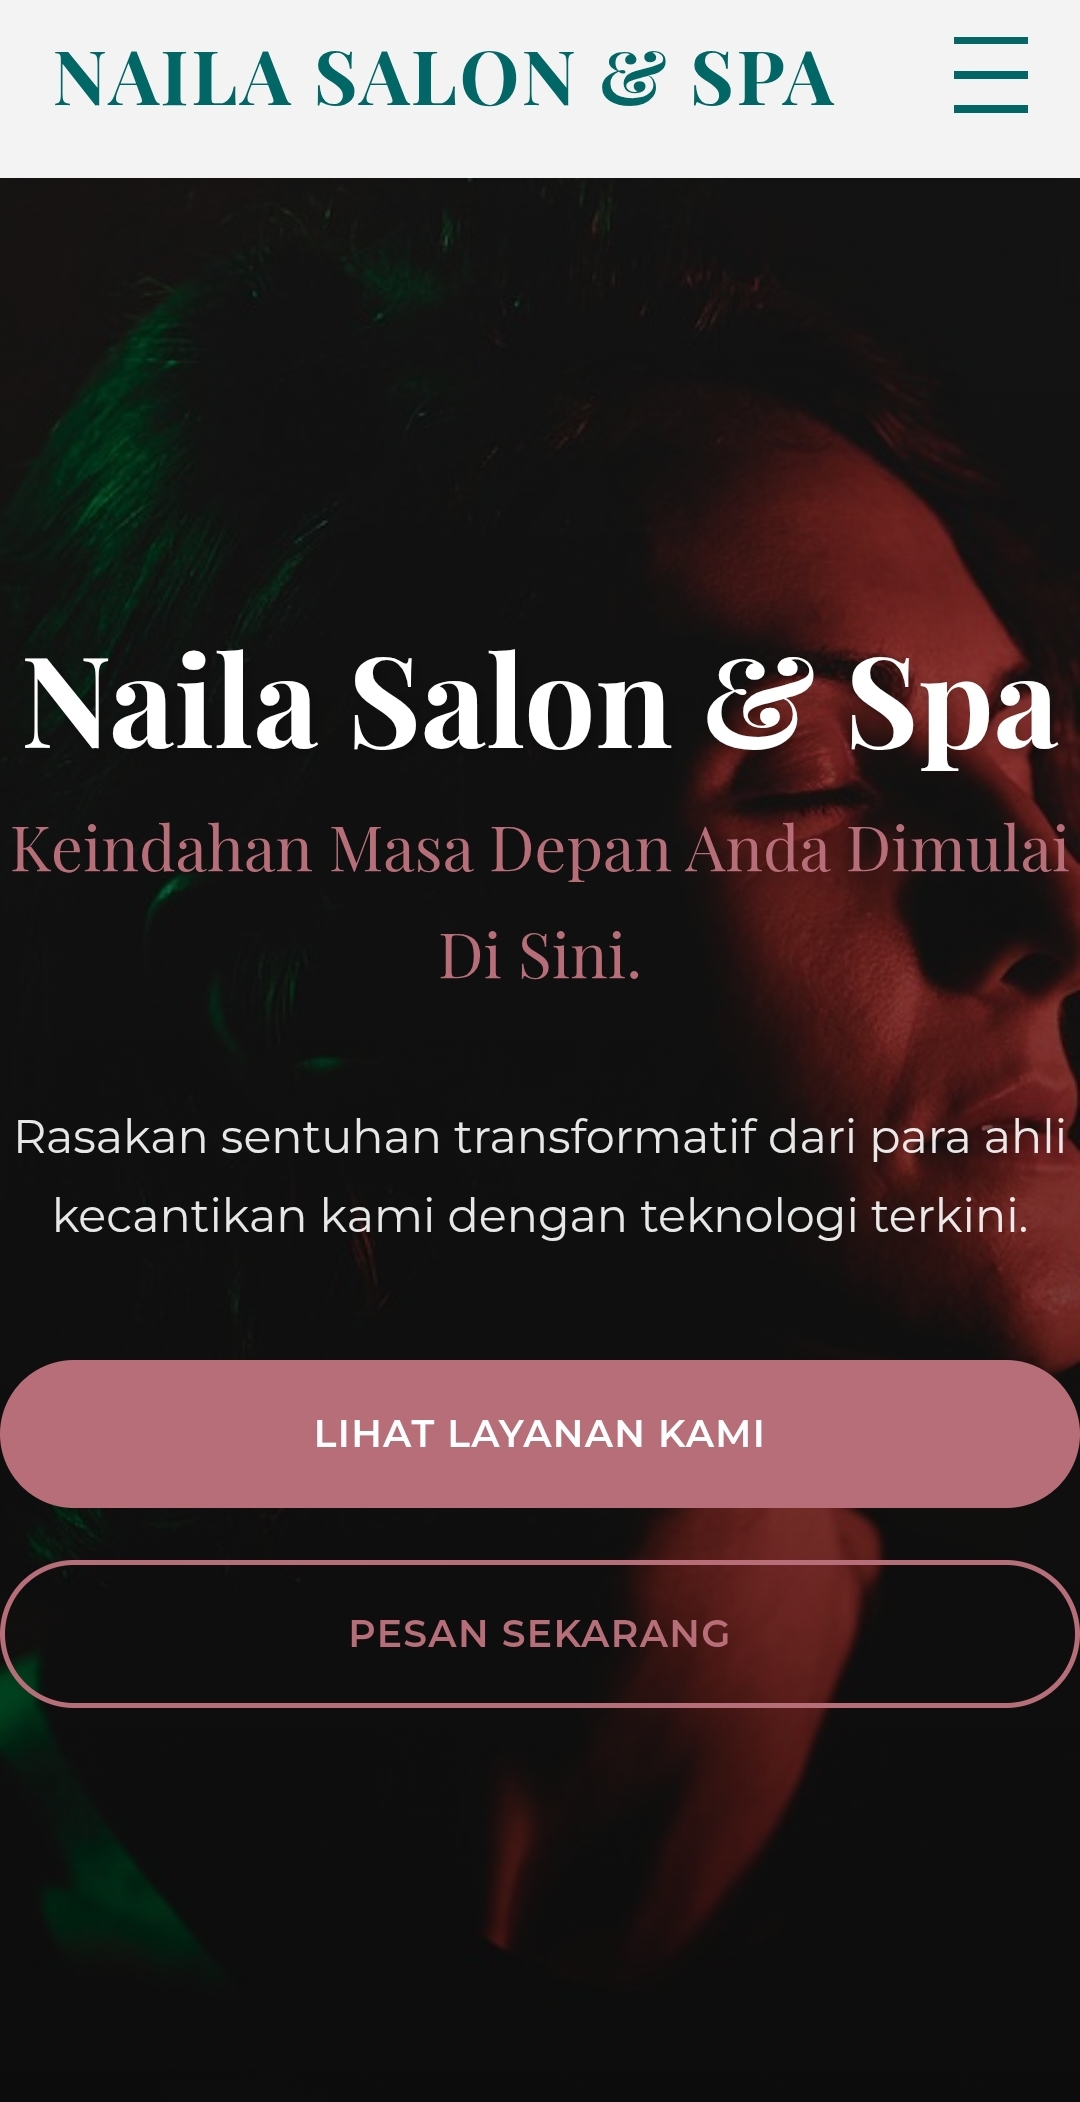 NAILA SALON & SPA
Naila Salon & Spa
Keindahan Masa Depan Anda Dimulai
Di Sini.
Rasakan sentuhan transformatif dari para ahli
kecantikan kami dengan teknologi terkini.
LIHAT LAYANAN KAMI
PESAN SEKARANG